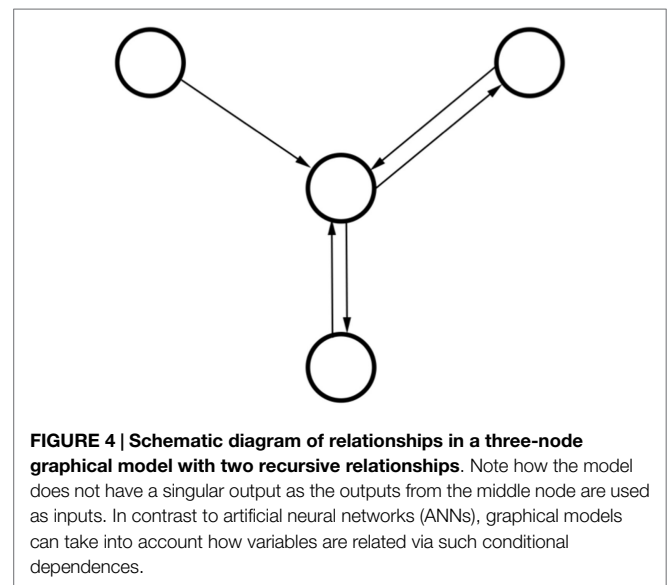 FIGURE 4 | Schematic diagram of relationships in a three-node
graphical model with two recursive relationships. Note how the model
does not have a singular output as the outputs from the middle node are used
as inputs. In contrast to artificial neural networks (ANNs), graphical models
can take into account how variables are related via such conditional
dependences.